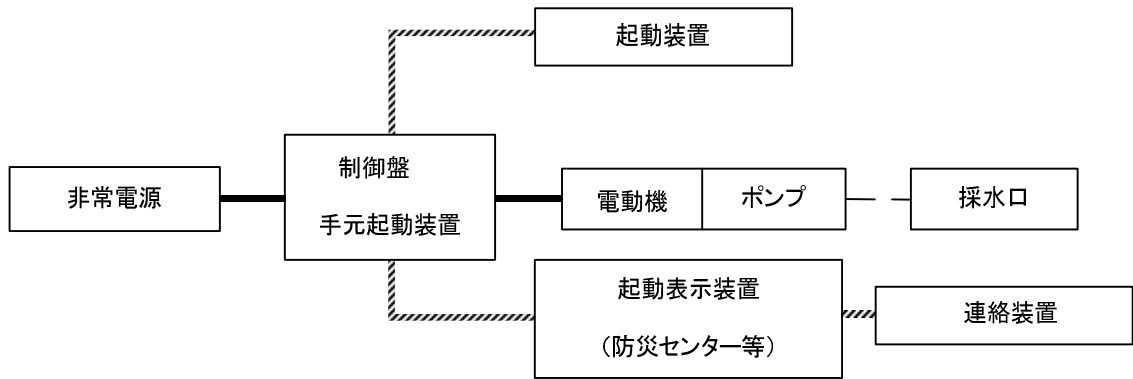 起動装置
非常電源
制御盤
手元起動装置
電動機
ポンプ
採水口
起動表示装置
（防災センター等）
連絡装置